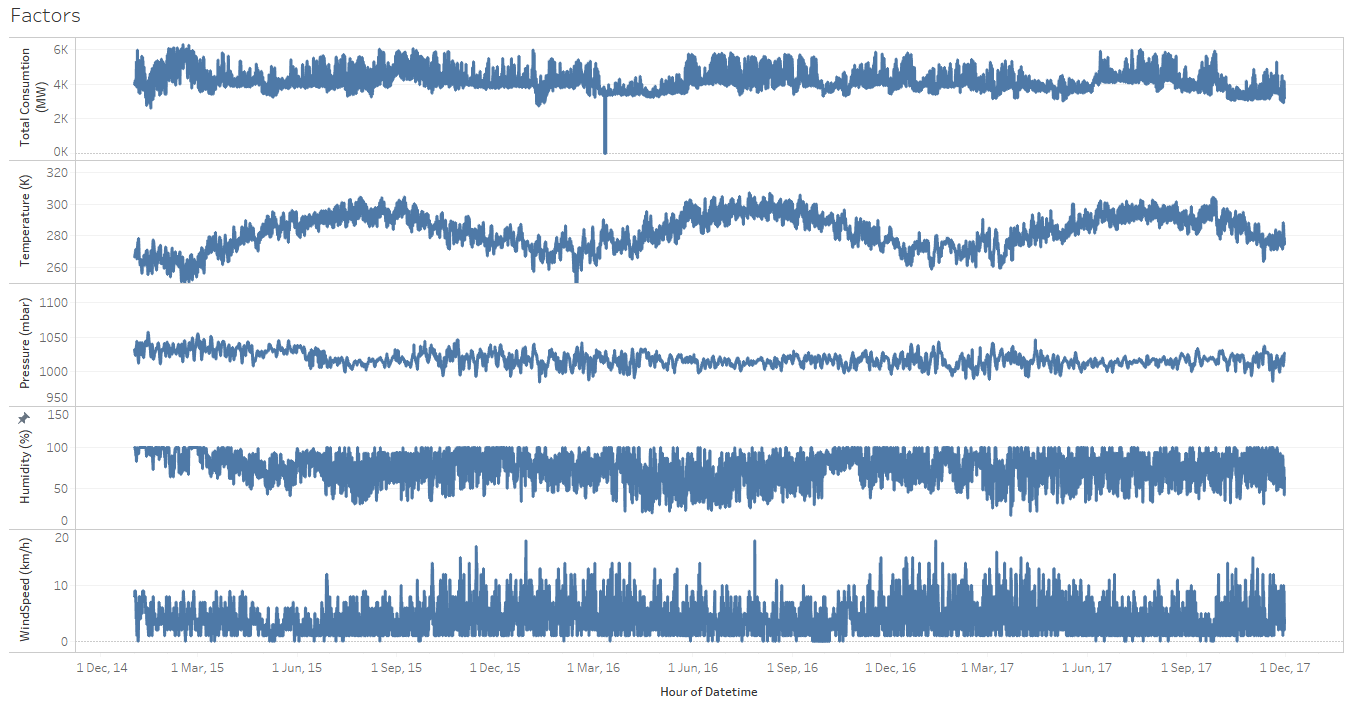 Factors
Total Consumtion
(MW)
6K
4K
2K
0K
Temperature (K)
320
300
280
260
Pressure (mbar)
1100
1050
1000
950
Humidity (%)
150
100
50
0
WindSpeed (km/h)
20
10
0
1 Dec, 14 1 Mar, 15 1 Jun, 15 1 Sep, 15 1 Dec, 15 1 Mar, 16 1 Jun, 16 1 Sep, 16 1 Dec, 16 1 Mar, 17 1 Jun, 17 1 Sep, 17 1 Dec, 17
Hour of Datetime